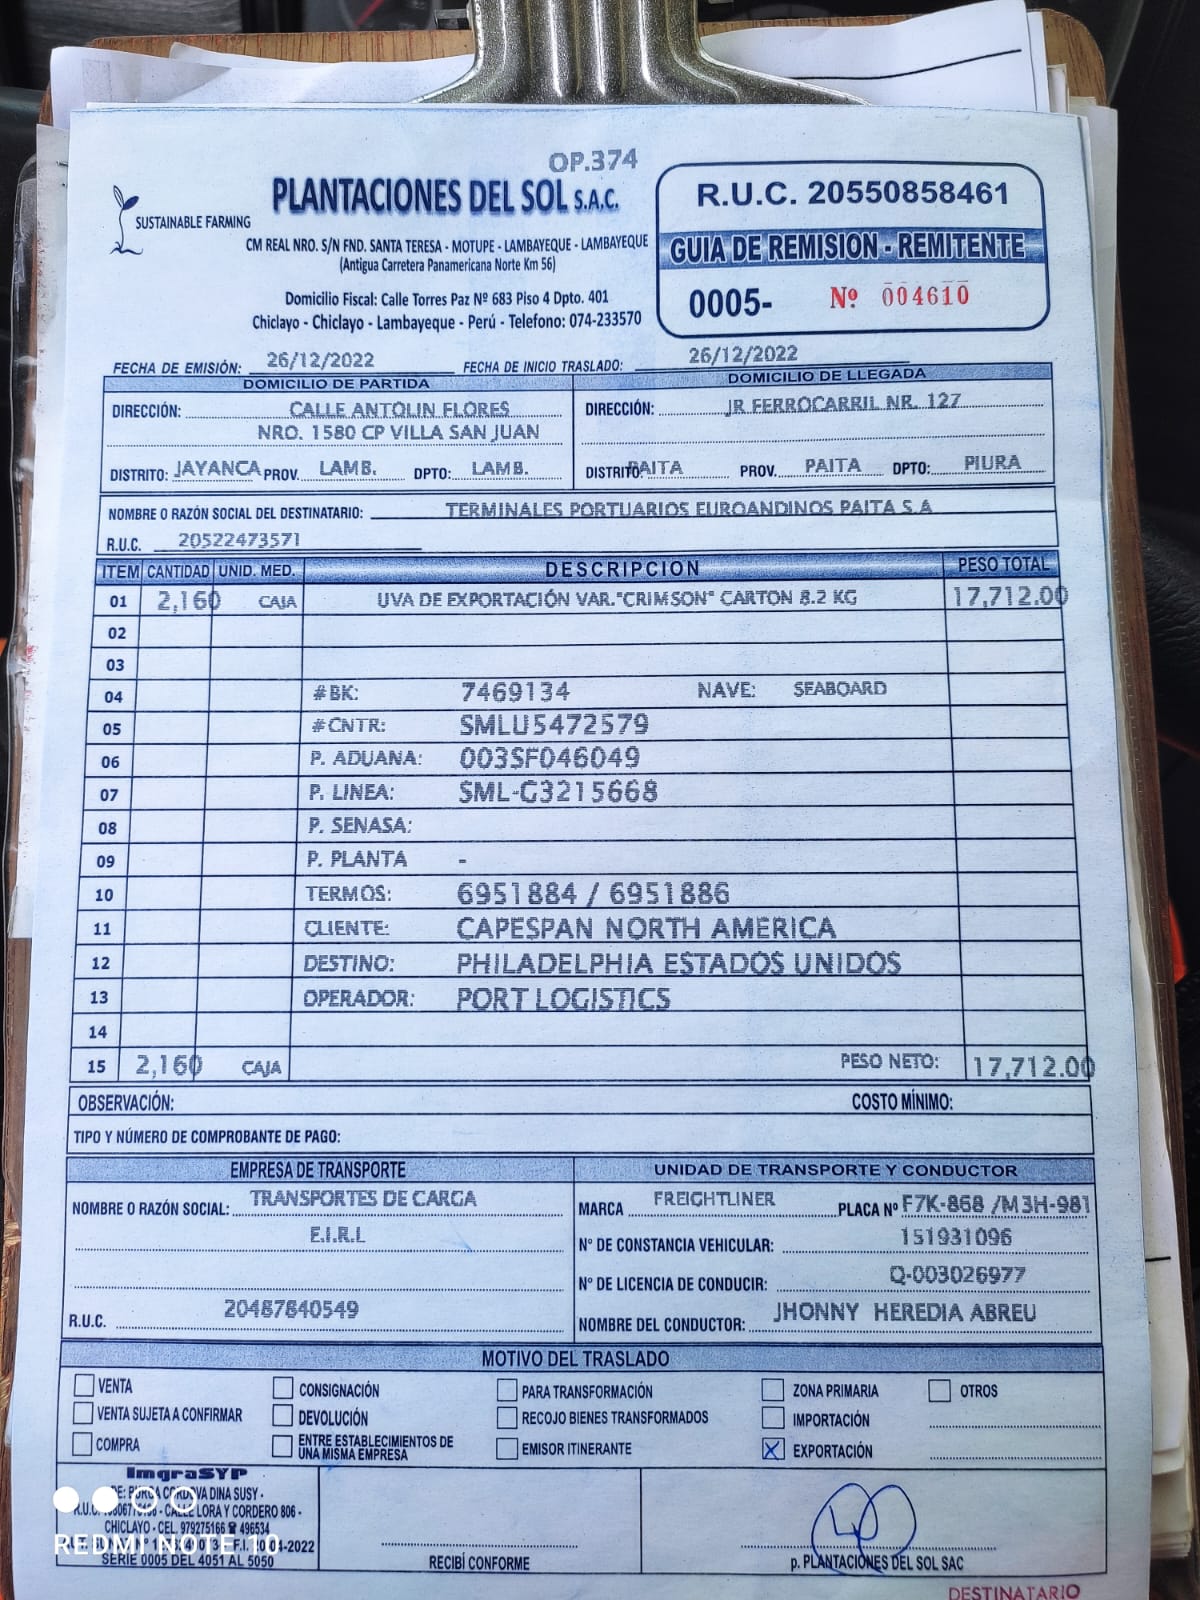 OP.374
SUSTAINABLE FARMING
PLANTACIONES DEL SOL S.A.C.
CM REAL NRO. S/N FND. SANTA TERESA - MOTUPE - LAMBAYEQUE - LAMBAYEQUE
(Antigua Carretera Panamericana Norte Km 56)
Domicilio Fiscal: Calle Torres Paz Nº 683 Piso 4 Dpto. 401
Chiclayo - Chiclayo - Lambayeque - Perú - Telefono: 074-233570
R.U.C. 20550858461
GUIA DE REMISION - REMITENTE
0005- Nº 004610
FECHA DE EMISIÓN: 26/12/2022 FECHA DE INICIO TRASLADO: 26/12/2022
DOMICILIO DE PARTIDA
DIRECCIÓN: CALLE ANTOLIN FLORES
NRO. 1580 CP VILLA SAN JUAN
DISTRITO: JAYANCA PROV. LAMB. DPTO: LAMB.
DOMICILIO DE LLEGADA
DIRECCIÓN: JR FERROCARRIL NR. 127
DISTRITO: PAITA PROV. PAITA DPTO: PIURA
NOMBRE O RAZÓN SOCIAL DEL DESTINATARIO: TERMINALES PORTUARIOS EUROANDINOS PAITA S.A
R.U.C. 20522473571
ITEM CANTIDAD UNID. MED. DESCRIPCION PESO TOTAL
01 2,160 CAJA UVA DE EXPORTACIÓN VAR."CRIMSON" CARTON 8.2 KG 17,712.00
02
03
04 #BK: 7469134 NAVE: SEABOARD
05 #CNTR: SMLU5472579
06 P. ADUANA: 003SF046049
07 P. LINEA: SML-G3215668
08 P. SENASA:
09 P. PLANTA -
10 TERMOS: 6951884 / 6951886
11 CLIENTE: CAPESPAN NORTH AMERICA
12 DESTINO: PHILADELPHIA ESTADOS UNIDOS
13 OPERADOR: PORT LOGISTICS
14
15 2,160 CAJA PESO NETO: 17,712.00
OBSERVACIÓN: COSTO MÍNIMO:
TIPO Y NÚMERO DE COMPROBANTE DE PAGO:
EMPRESA DE TRANSPORTE
NOMBRE O RAZÓN SOCIAL: TRANSPORTES DE CARGA
E.I.R.L
R.U.C. 20487840549
UNIDAD DE TRANSPORTE Y CONDUCTOR
MARCA FREIGHTLINER PLACA Nº F7K-868 /M3H-981
Nº DE CONSTANCIA VEHICULAR: 151931096
Nº DE LICENCIA DE CONDUCIR: Q-003026977
NOMBRE DEL CONDUCTOR: JHONNY HEREDIA ABREU
MOTIVO DEL TRASLADO
VENTA CONSIGNACIÓN PARA TRANSFORMACIÓN ZONA PRIMARIA OTROS
VENTA SUJETA A CONFIRMAR DEVOLUCIÓN RECOJO BIENES TRANSFORMADOS IMPORTACIÓN
COMPRA ENTRE ESTABLECIMIENTOS DE EMISOR ITINERANTE X EXPORTACIÓN
UNA MISMA EMPRESA
ImgraSYP
CORDOVA DINA SUSY -
CALLE LORA Y CORDERO 806 -
CHICLAYO - CEL. 979275166 ☎ 496534
SERIE 0005 DEL 4051 AL 5050
REDMI NOTE 10
RECIBÍ CONFORME
p. PLANTACIONES DEL SOL SAC
DESTINATARIO